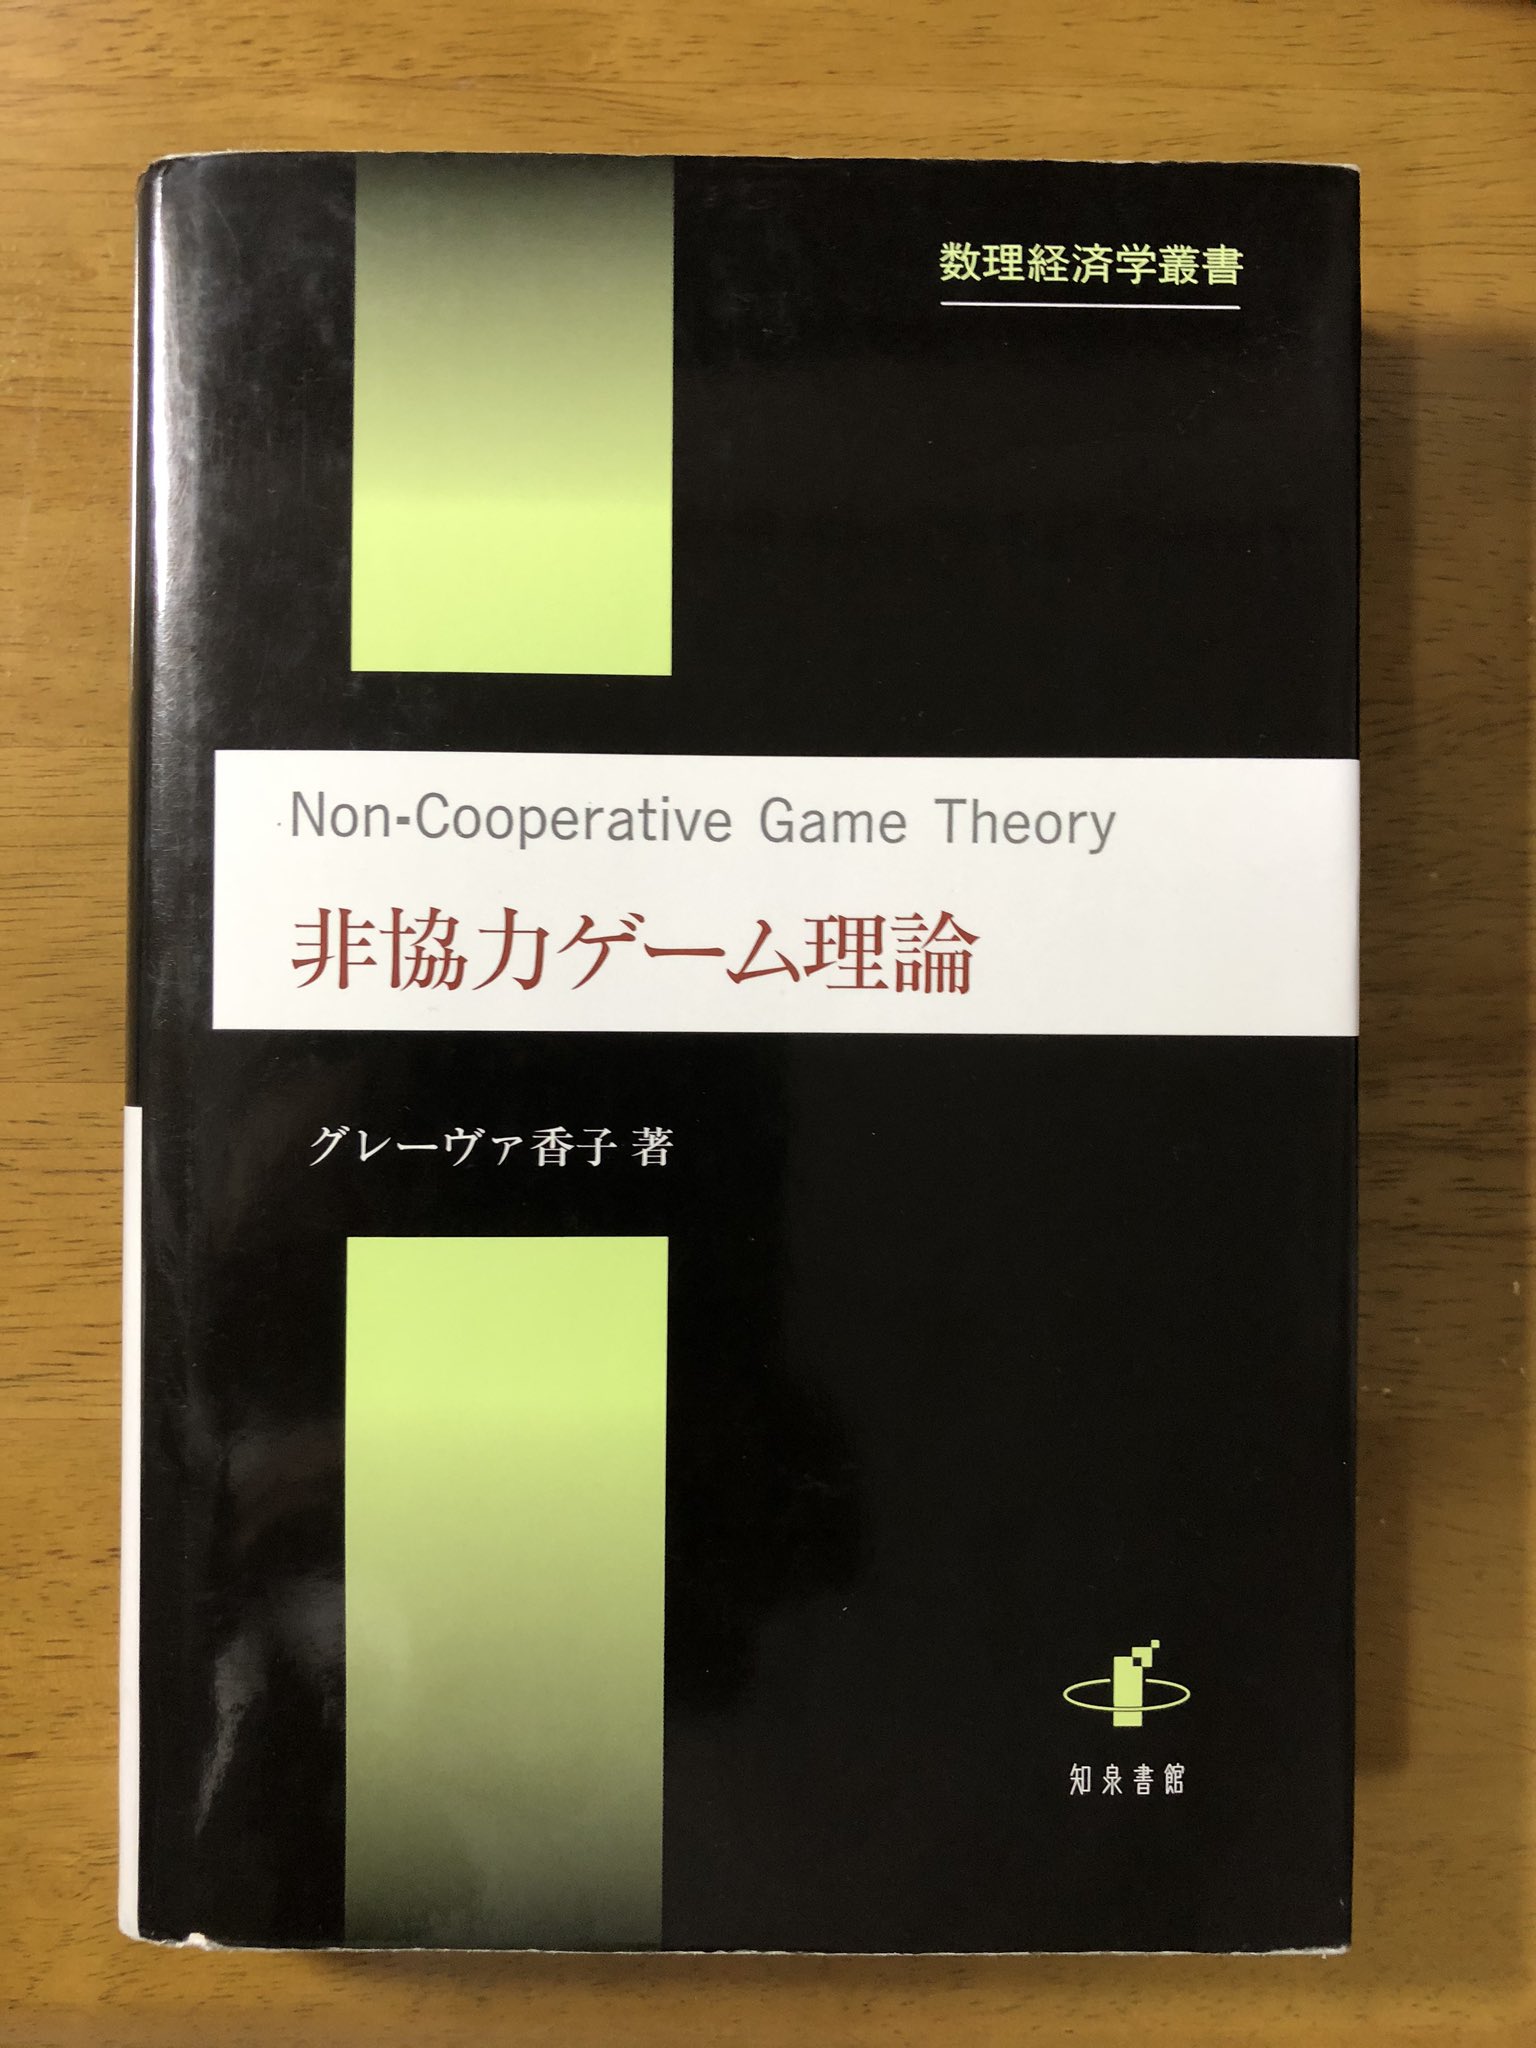 数理経済学叢書
Non-Cooperative Game Theory
非協力ゲーム理論
グレーヴァ香子 著
知泉書館